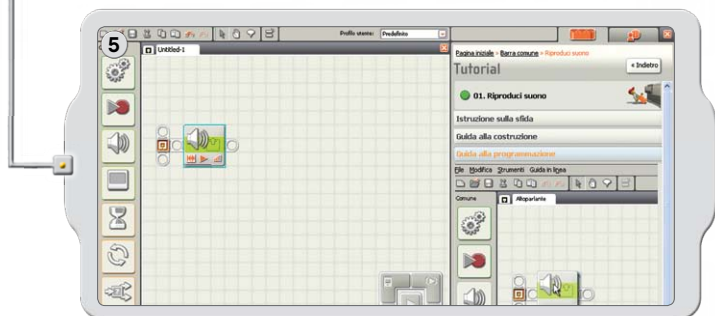 5
Profilo utente: Predefinito
Untitled-1
Pagina iniziale > Barra comune > Riproduci suono
Tutorial
« Indietro
01. Riproduci suono
Istruzione sulla sfida
Guida alla costruzione
Guida alla programmazione
File Modifica Strumenti Guida in linea
Comune
Altoparlante